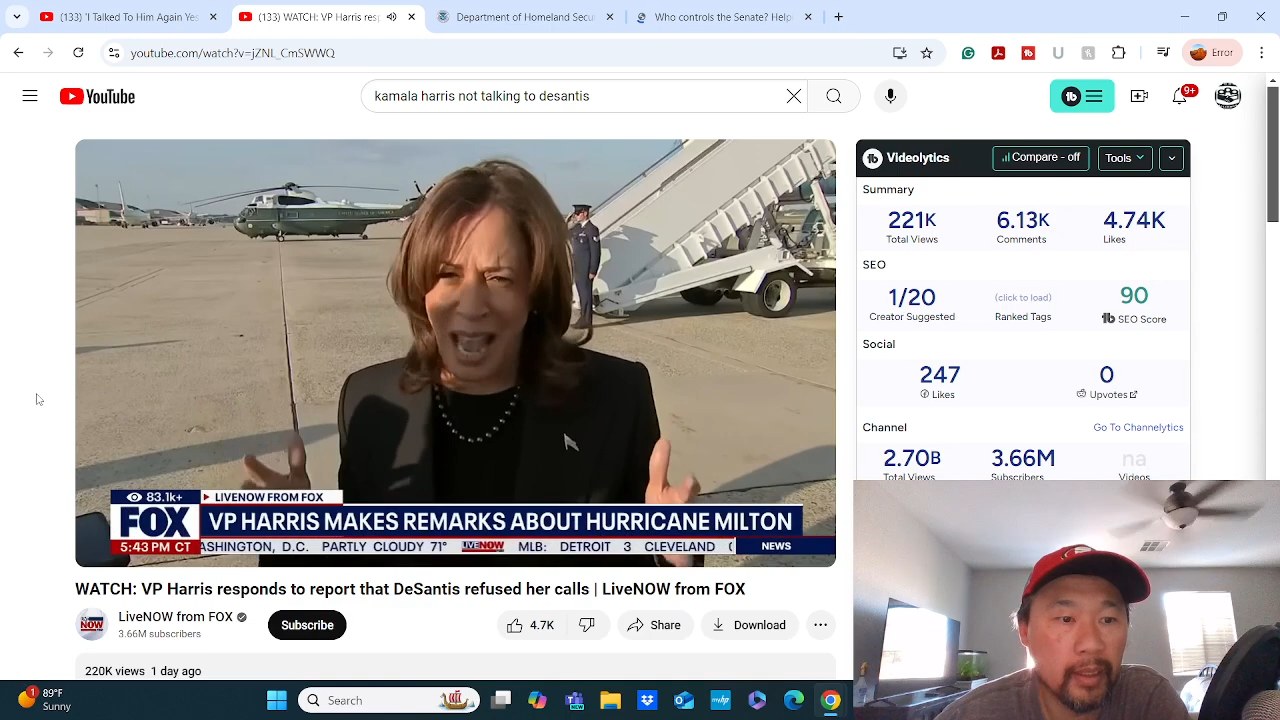 (133) 'I Talked To Him Again Yes
(133) WATCH: VP Harris resp
Department of Homeland Secu
Who controls the Senate? Help
youtube.com/watch?v=jZNL_CmSWWQ
Error
YouTube
kamala harris not talking to desantis
9+
Videolytics
Compare - off
Tools
Summary
221K
6.13K
4.74K
Total Views
Comments
Likes
SEO
1/20
(click to load)
90
Creator Suggested
Ranked Tags
SEO Score
Social
247
0
Likes
Upvotes
Channel
Go To Channelytics
2.70B
3.66M
na
Total Views
Subscribers
Videos
83.1k+
LIVENOW FROM FOX
FOX
VP HARRIS MAKES REMARKS ABOUT HURRICANE MILTON
5:43 PM CT
ASHINGTON, D.C. PARTLY CLOUDY 71° LIVENOW MLB: DETROIT 3 CLEVELAND
NEWS
WATCH: VP Harris responds to report that DeSantis refused her calls | LiveNOW from FOX
NOW
LiveNOW from FOX
3.66M subscribers
Subscribe
4.7K
Share
Download
220K views 1 day ago
1
89°F
Sunny
Search